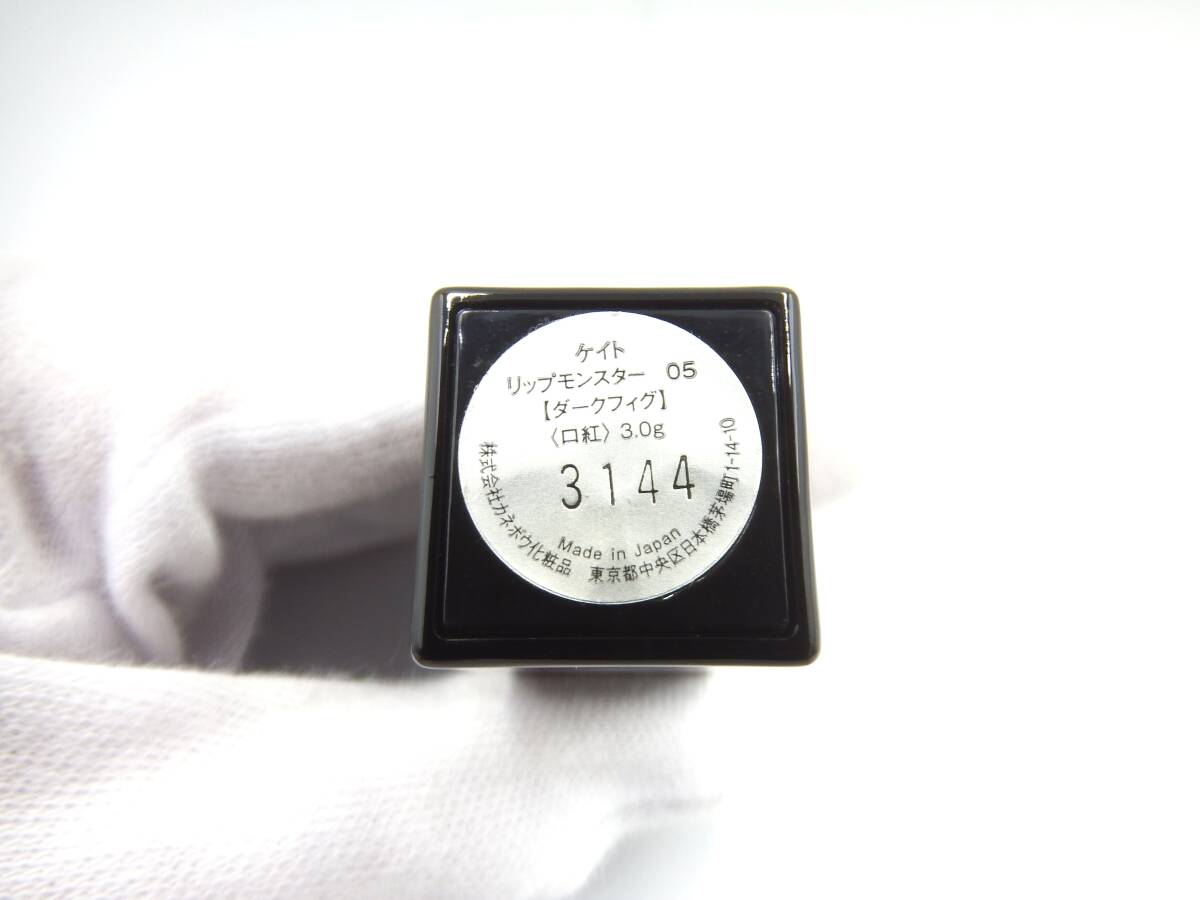 ケイト
リップモンスター 05
【ダークフィグ】
〈口紅〉3.0g
3144
Made in Japan
株式会社カネボウ化粧品 東京都中央区日本橋茅場町1-14-10